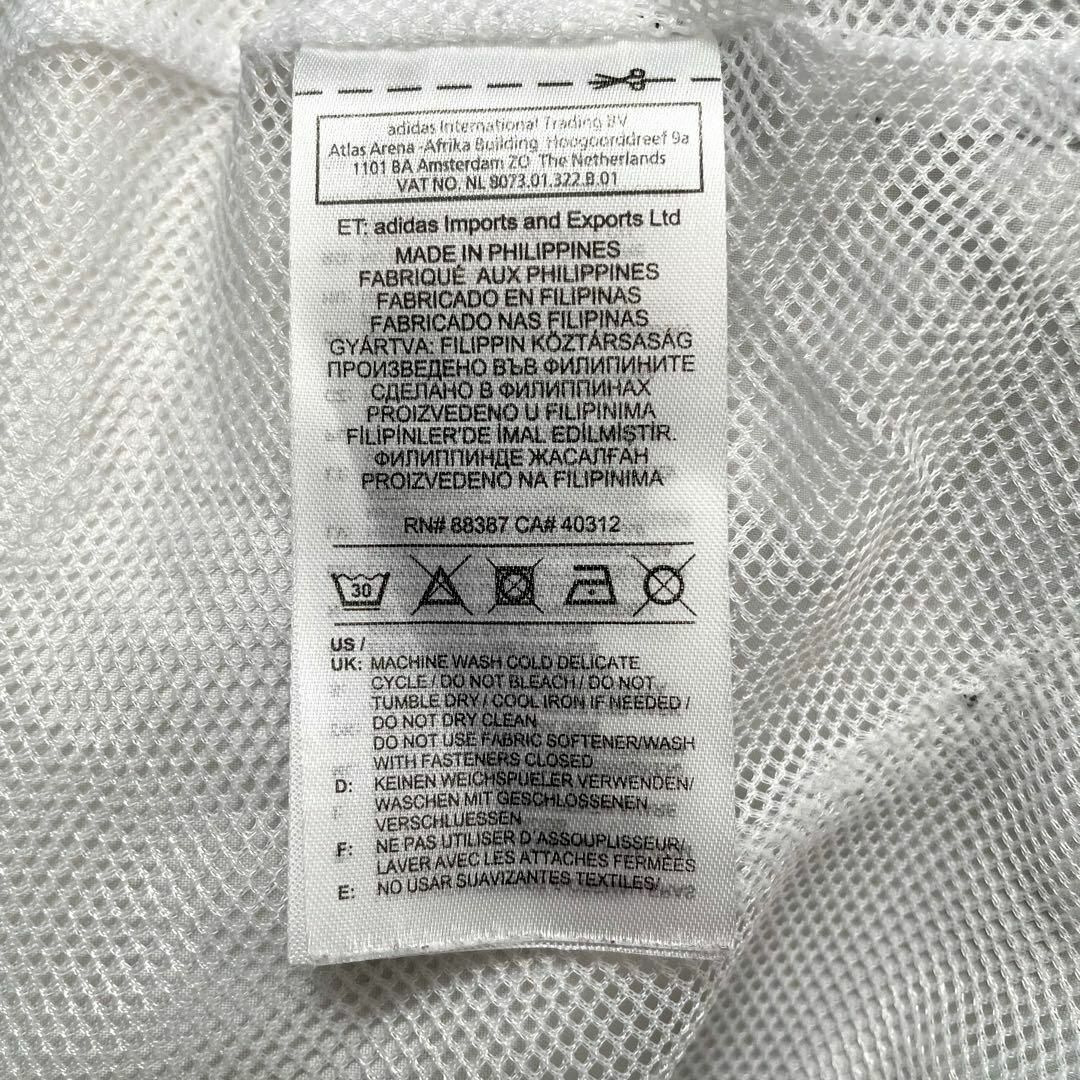 adidas International Trading BV
Atlas Arena -Afrika Building Hoogoorddreef 9a
1101 BA Amsterdam ZO The Netherlands
VAT NO. NL 8073.01.322.B.01
ET: adidas Imports and Exports Ltd
MADE IN PHILIPPINES
FABRIQUÉ AUX PHILIPPINES
FABRICADO EN FILIPINAS
FABRICADO NAS FILIPINAS
GYÁRTVA: FILIPPIN KÖZTÁRSASÁG
ПРОИЗВЕДЕНО ВЪВ ФИЛИПИНИТЕ
СДЕЛАНО В ФИЛИППИНАХ
PROIZVEDENO U FILIPINIMA
FİLİPİNLER'DE İMAL EDİLMİŞTİR.
ФИЛИППИНДЕ ЖАСАЛҒАН
PROIZVEDENO NA FILIPINIMA
RN# 88387 CA# 40312
30
US /
UK: MACHINE WASH COLD DELICATE
CYCLE / DO NOT BLEACH / DO NOT
TUMBLE DRY / COOL IRON IF NEEDED /
DO NOT DRY CLEAN
DO NOT USE FABRIC SOFTENER/WASH
WITH FASTENERS CLOSED
D: KEINEN WEICHSPUELER VERWENDEN/
WASCHEN MIT GESCHLOSSENEN
VERSCHLUESSEN
F: NE PAS UTILISER D'ASSOUPLISSEUR/
LAVER AVEC LES ATTACHES FERMÉES
E: NO USAR SUAVIZANTES TEXTILES/